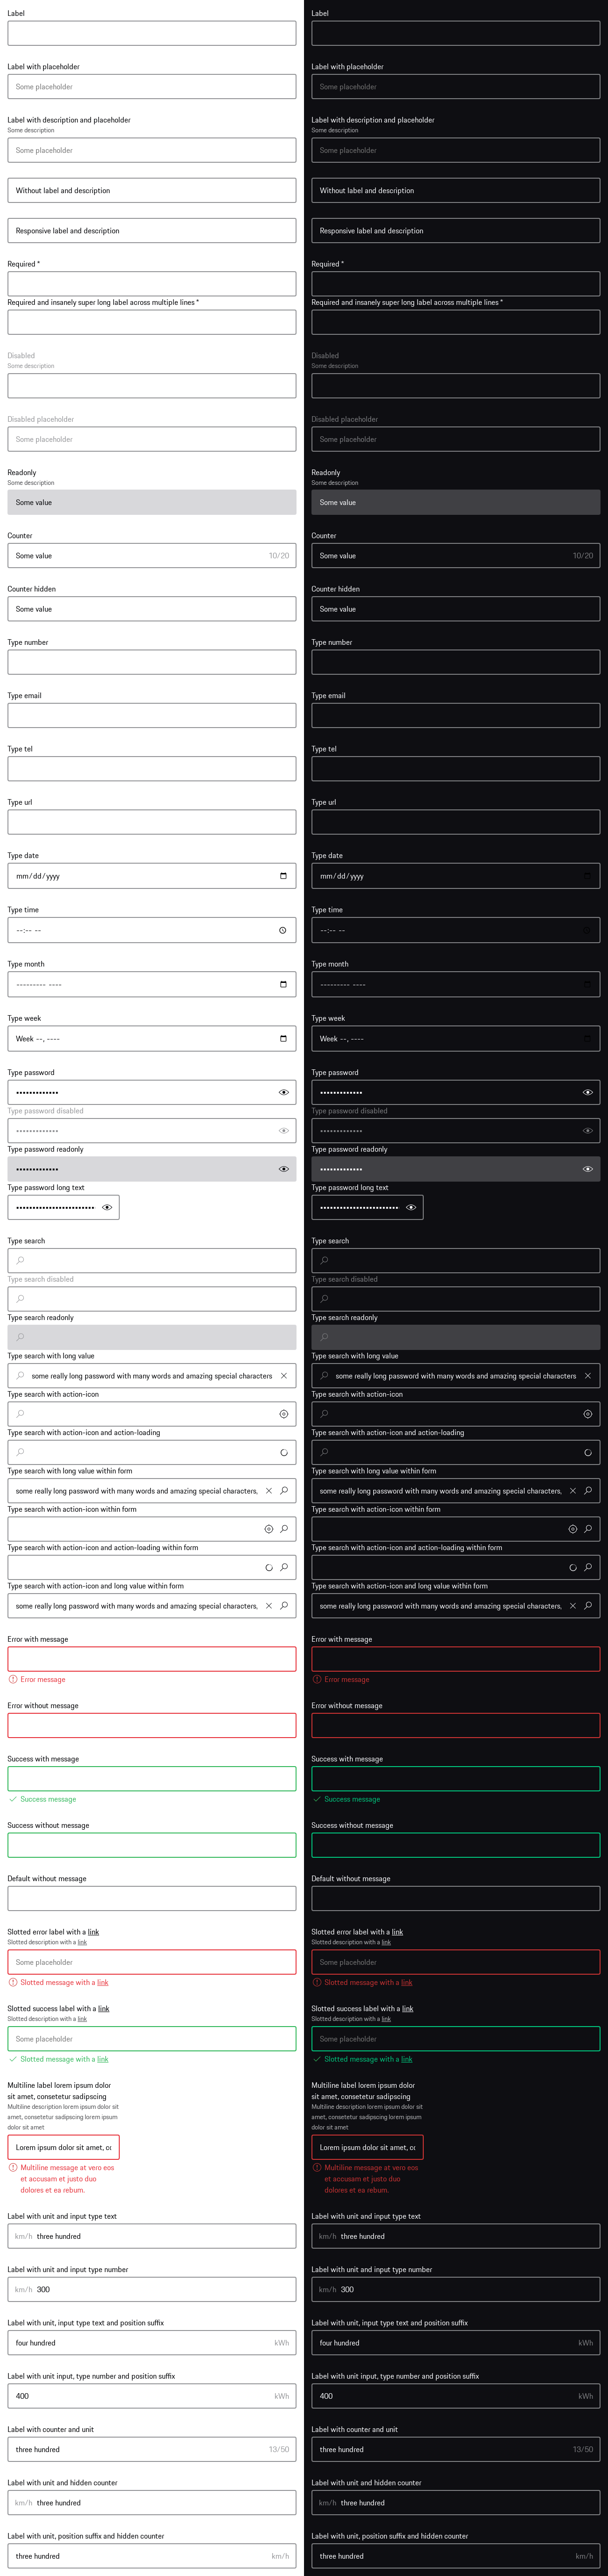 Label
Label with placeholder
Some placeholder
Label with description and placeholder
Some description
Some placeholder
Without label and description
Responsive label and description
Required *
Required and insanely super long label across multiple lines *
Disabled
Some description
Disabled placeholder
Some placeholder
Readonly
Some description
Some value
Counter
Some value 10/20
Counter hidden
Some value
Type number
Type email
Type tel
Type url
Type date
mm/dd/yyyy
Type time
--:-- --
Type month
--------- ----
Type week
Week --, ----
Type password
•••••••••••••
Type password disabled
•••••••••••••
Type password readonly
•••••••••••••
Type password long text
••••••••••••••••••••••••
Type search
Type search disabled
Type search readonly
Type search with long value
some really long password with many words and amazing special characters
Type search with action-icon
Type search with action-icon and action-loading
Type search with long value within form
some really long password with many words and amazing special characters,
Type search with action-icon within form
Type search with action-icon and action-loading within form
Type search with action-icon and long value within form
some really long password with many words and amazing special characters,
Error with message
Error message
Error without message
Success with message
Success message
Success without message
Default without message
Slotted error label with a link
Slotted description with a link
Some placeholder
Slotted message with a link
Slotted success label with a link
Slotted description with a link
Some placeholder
Slotted message with a link
Multiline label lorem ipsum dolor
sit amet, consetetur sadipscing
Multiline description lorem ipsum dolor sit
amet, consetetur sadipscing lorem ipsum
dolor sit amet
Lorem ipsum dolor sit amet, co
Multiline message at vero eos
et accusam et justo duo
dolores et ea rebum.
Label with unit and input type text
km/h three hundred
Label with unit and input type number
km/h 300
Label with unit, input type text and position suffix
four hundred kWh
Label with unit input, type number and position suffix
400 kWh
Label with counter and unit
three hundred 13/50
Label with unit and hidden counter
km/h three hundred
Label with unit, position suffix and hidden counter
three hundred km/h
Label
Label with placeholder
Some placeholder
Label with description and placeholder
Some description
Some placeholder
Without label and description
Responsive label and description
Required *
Required and insanely super long label across multiple lines *
Disabled
Some description
Disabled placeholder
Some placeholder
Readonly
Some description
Some value
Counter
Some value 10/20
Counter hidden
Some value
Type number
Type email
Type tel
Type url
Type date
mm/dd/yyyy
Type time
--:-- --
Type month
--------- ----
Type week
Week --, ----
Type password
•••••••••••••
Type password disabled
•••••••••••••
Type password readonly
•••••••••••••
Type password long text
••••••••••••••••••••••••
Type search
Type search disabled
Type search readonly
Type search with long value
some really long password with many words and amazing special characters
Type search with action-icon
Type search with action-icon and action-loading
Type search with long value within form
some really long password with many words and amazing special characters,
Type search with action-icon within form
Type search with action-icon and action-loading within form
Type search with action-icon and long value within form
some really long password with many words and amazing special characters,
Error with message
Error message
Error without message
Success with message
Success message
Success without message
Default without message
Slotted error label with a link
Slotted description with a link
Some placeholder
Slotted message with a link
Slotted success label with a link
Slotted description with a link
Some placeholder
Slotted message with a link
Multiline label lorem ipsum dolor
sit amet, consetetur sadipscing
Multiline description lorem ipsum dolor sit
amet, consetetur sadipscing lorem ipsum
dolor sit amet
Lorem ipsum dolor sit amet, co
Multiline message at vero eos
et accusam et justo duo
dolores et ea rebum.
Label with unit and input type text
km/h three hundred
Label with unit and input type number
km/h 300
Label with unit, input type text and position suffix
four hundred kWh
Label with unit input, type number and position suffix
400 kWh
Label with counter and unit
three hundred 13/50
Label with unit and hidden counter
km/h three hundred
Label with unit, position suffix and hidden counter
three hundred km/h